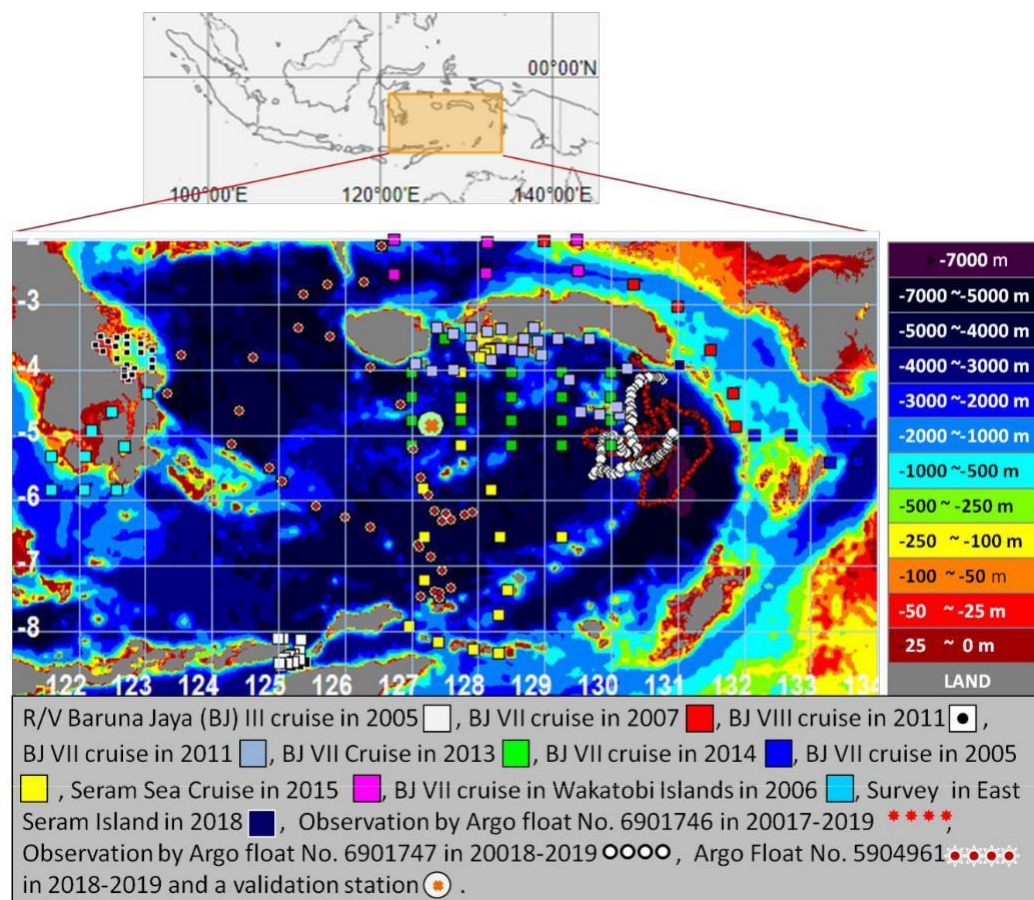 00°00'N
100°00'E 120°00'E 140°00'E
-3
-4
-5
-6
-7
-8
122 123 124 125 126 127 128 129 130 131 132 133 134
> -7000 m
-7000 ~-5000 m
-5000 ~-4000 m
-4000 ~-3000 m
-3000 ~-2000 m
-2000 ~-1000 m
-1000 ~-500 m
-500 ~ -250 m
-250 ~ -100 m
-100 ~ -50 m
-50 ~ -25 m
25 ~ 0 m
LAND
R/V Baruna Jaya (BJ) III cruise in 2005 , BJ VII cruise in 2007 , BJ VIII cruise in 2011 ,
BJ VII cruise in 2011 , BJ VII Cruise in 2013 , BJ VII cruise in 2014 , BJ VII cruise in 2005
, Seram Sea Cruise in 2015 , BJ VII cruise in Wakatobi Islands in 2006 , Survey in East
Seram Island in 2018 , Observation by Argo float No. 6901746 in 20017-2019 ,
Observation by Argo float No. 6901747 in 20018-2019 , Argo Float No. 5904961
in 2018-2019 and a validation station .